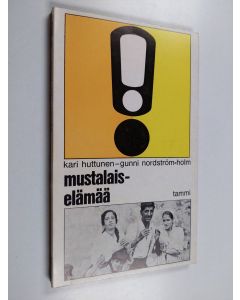 !
kari huttunen–gunni nordström-holm
mustalais-
elämää
tammi